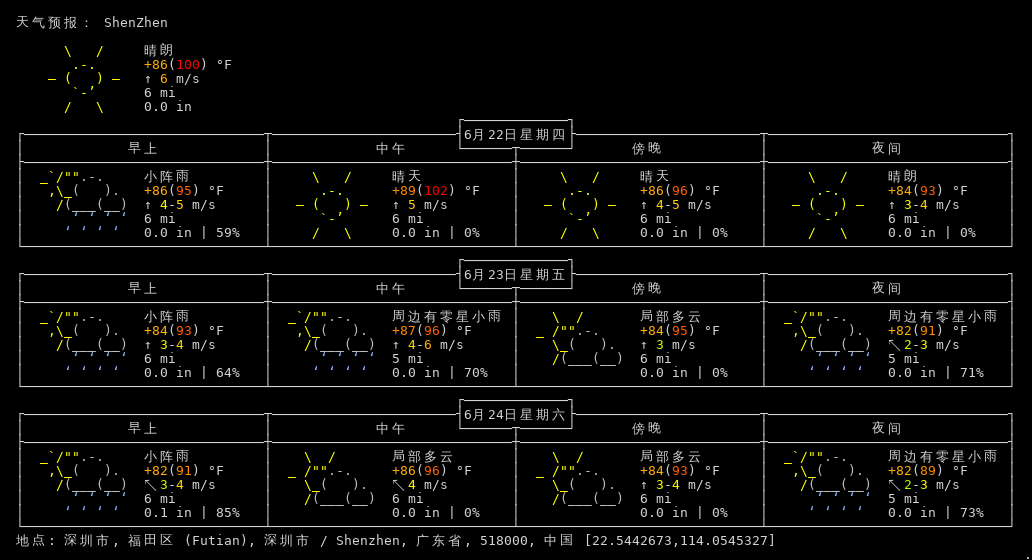 天气预报： ShenZhen
晴朗
+86(100) °F
↑ 6 m/s
6 mi
0.0 in
6月22日星期四
早上 中午 傍晚 夜间
小阵雨 晴天 晴天 晴朗
+86(95) °F +89(102) °F +86(96) °F +84(93) °F
↑ 4-5 m/s ↑ 5 m/s ↑ 4-5 m/s ↑ 3-4 m/s
6 mi 6 mi 6 mi 6 mi
0.0 in | 59% 0.0 in | 0% 0.0 in | 0% 0.0 in | 0%
6月23日星期五
早上 中午 傍晚 夜间
小阵雨 周边有零星小雨 局部多云 周边有零星小雨
+84(93) °F +87(96) °F +84(95) °F +82(91) °F
↑ 3-4 m/s ↑ 4-6 m/s ↑ 3 m/s ↖ 2-3 m/s
6 mi 5 mi 6 mi 5 mi
0.0 in | 64% 0.0 in | 70% 0.0 in | 0% 0.0 in | 71%
6月24日星期六
早上 中午 傍晚 夜间
小阵雨 局部多云 局部多云 周边有零星小雨
+82(91) °F +86(96) °F +84(93) °F +82(89) °F
↖ 3-4 m/s ↖ 4 m/s ↑ 3-4 m/s ↖ 2-3 m/s
6 mi 6 mi 6 mi 5 mi
0.1 in | 85% 0.0 in | 0% 0.0 in | 0% 0.0 in | 73%
地点: 深圳市, 福田区 (Futian), 深圳市 / Shenzhen, 广东省, 518000, 中国 [22.5442673,114.0545327]